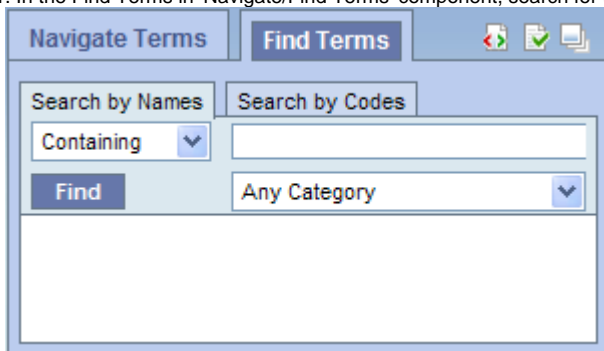 . In the Find Terms in 'Navigate/Find Terms' component, search for
Navigate Terms Find Terms
Search by Names Search by Codes
Containing
Find Any Category